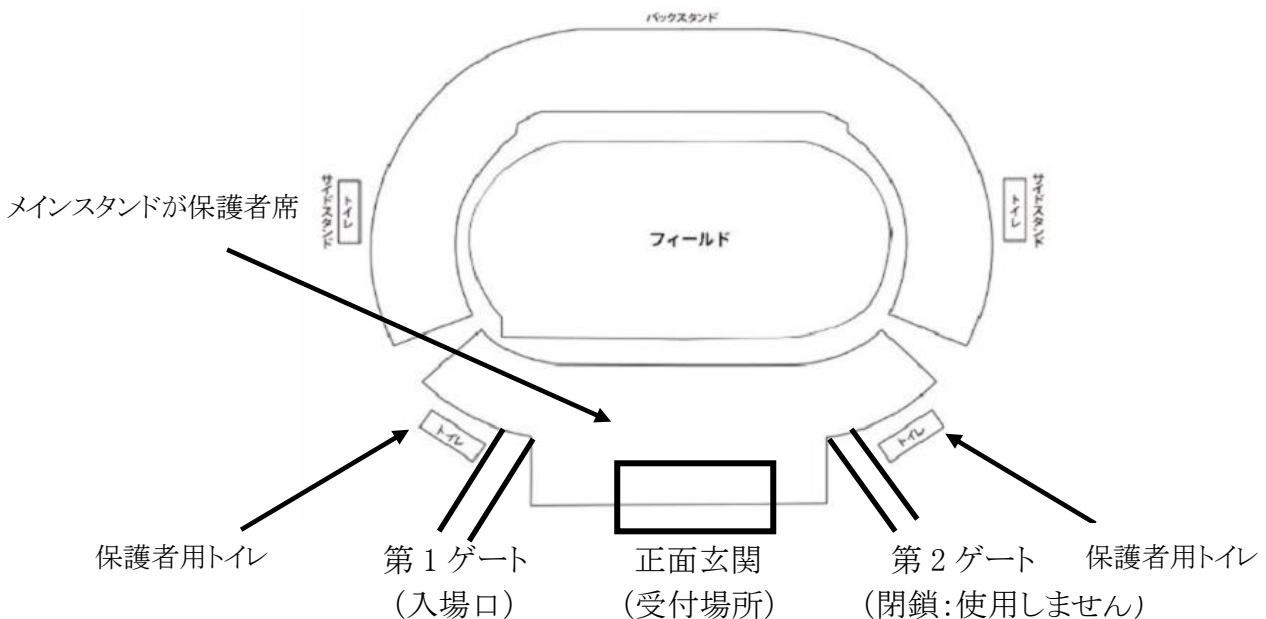 バックスタンド
メインスタンドが保護者席
サイドスタンド
トイレ
フィールド
トイレ
サイドスタンド
トイレ
トイレ
保護者用トイレ
第1ゲート
(入場口)
正面玄関
(受付場所)
第2ゲート
(閉鎖:使用しません)
保護者用トイレ